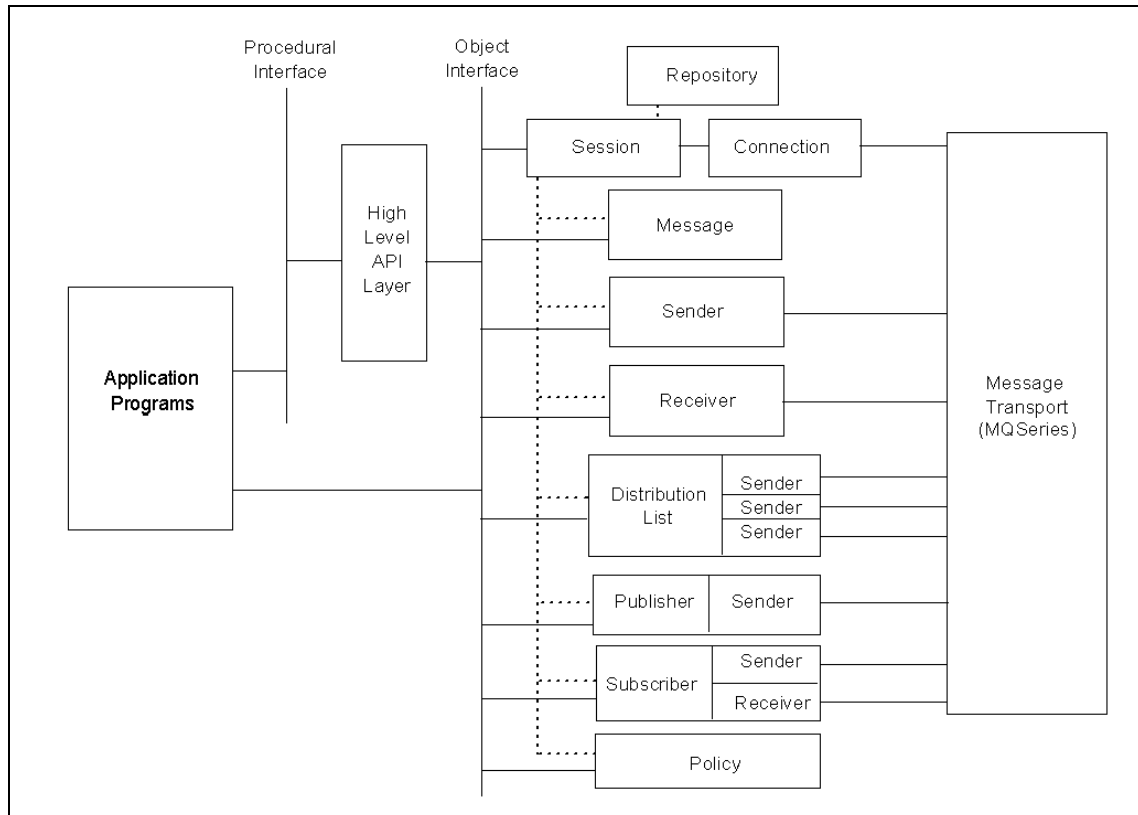 Procedural
Interface
Object
Interface
Repository
Session
Connection
High
Level
API
Layer
Message
Sender
Application
Programs
Receiver
Message
Transport
(MQSeries)
Distribution
List
Sender
Sender
Sender
Publisher
Sender
Subscriber
Sender
Receiver
Policy